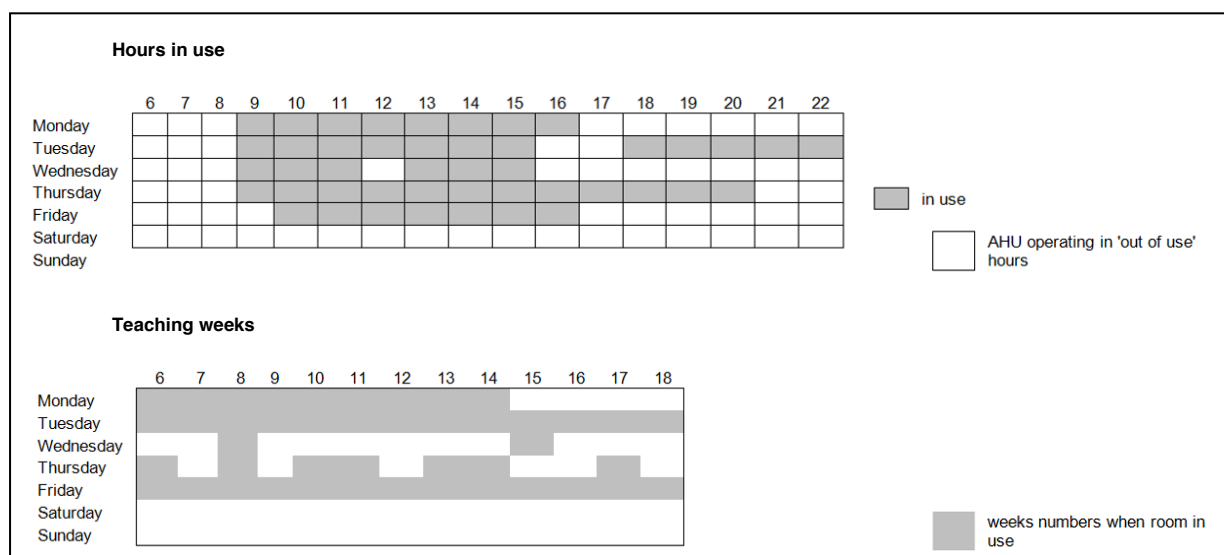 Hours in use
6 7 8 9 10 11 12 13 14 15 16 17 18 19 20 21 22
Monday
Tuesday
Wednesday
Thursday
Friday
Saturday
Sunday
in use
AHU operating in 'out of use'
hours
Teaching weeks
6 7 8 9 10 11 12 13 14 15 16 17 18
Monday
Tuesday
Wednesday
Thursday
Friday
Saturday
Sunday
weeks numbers when room in
use